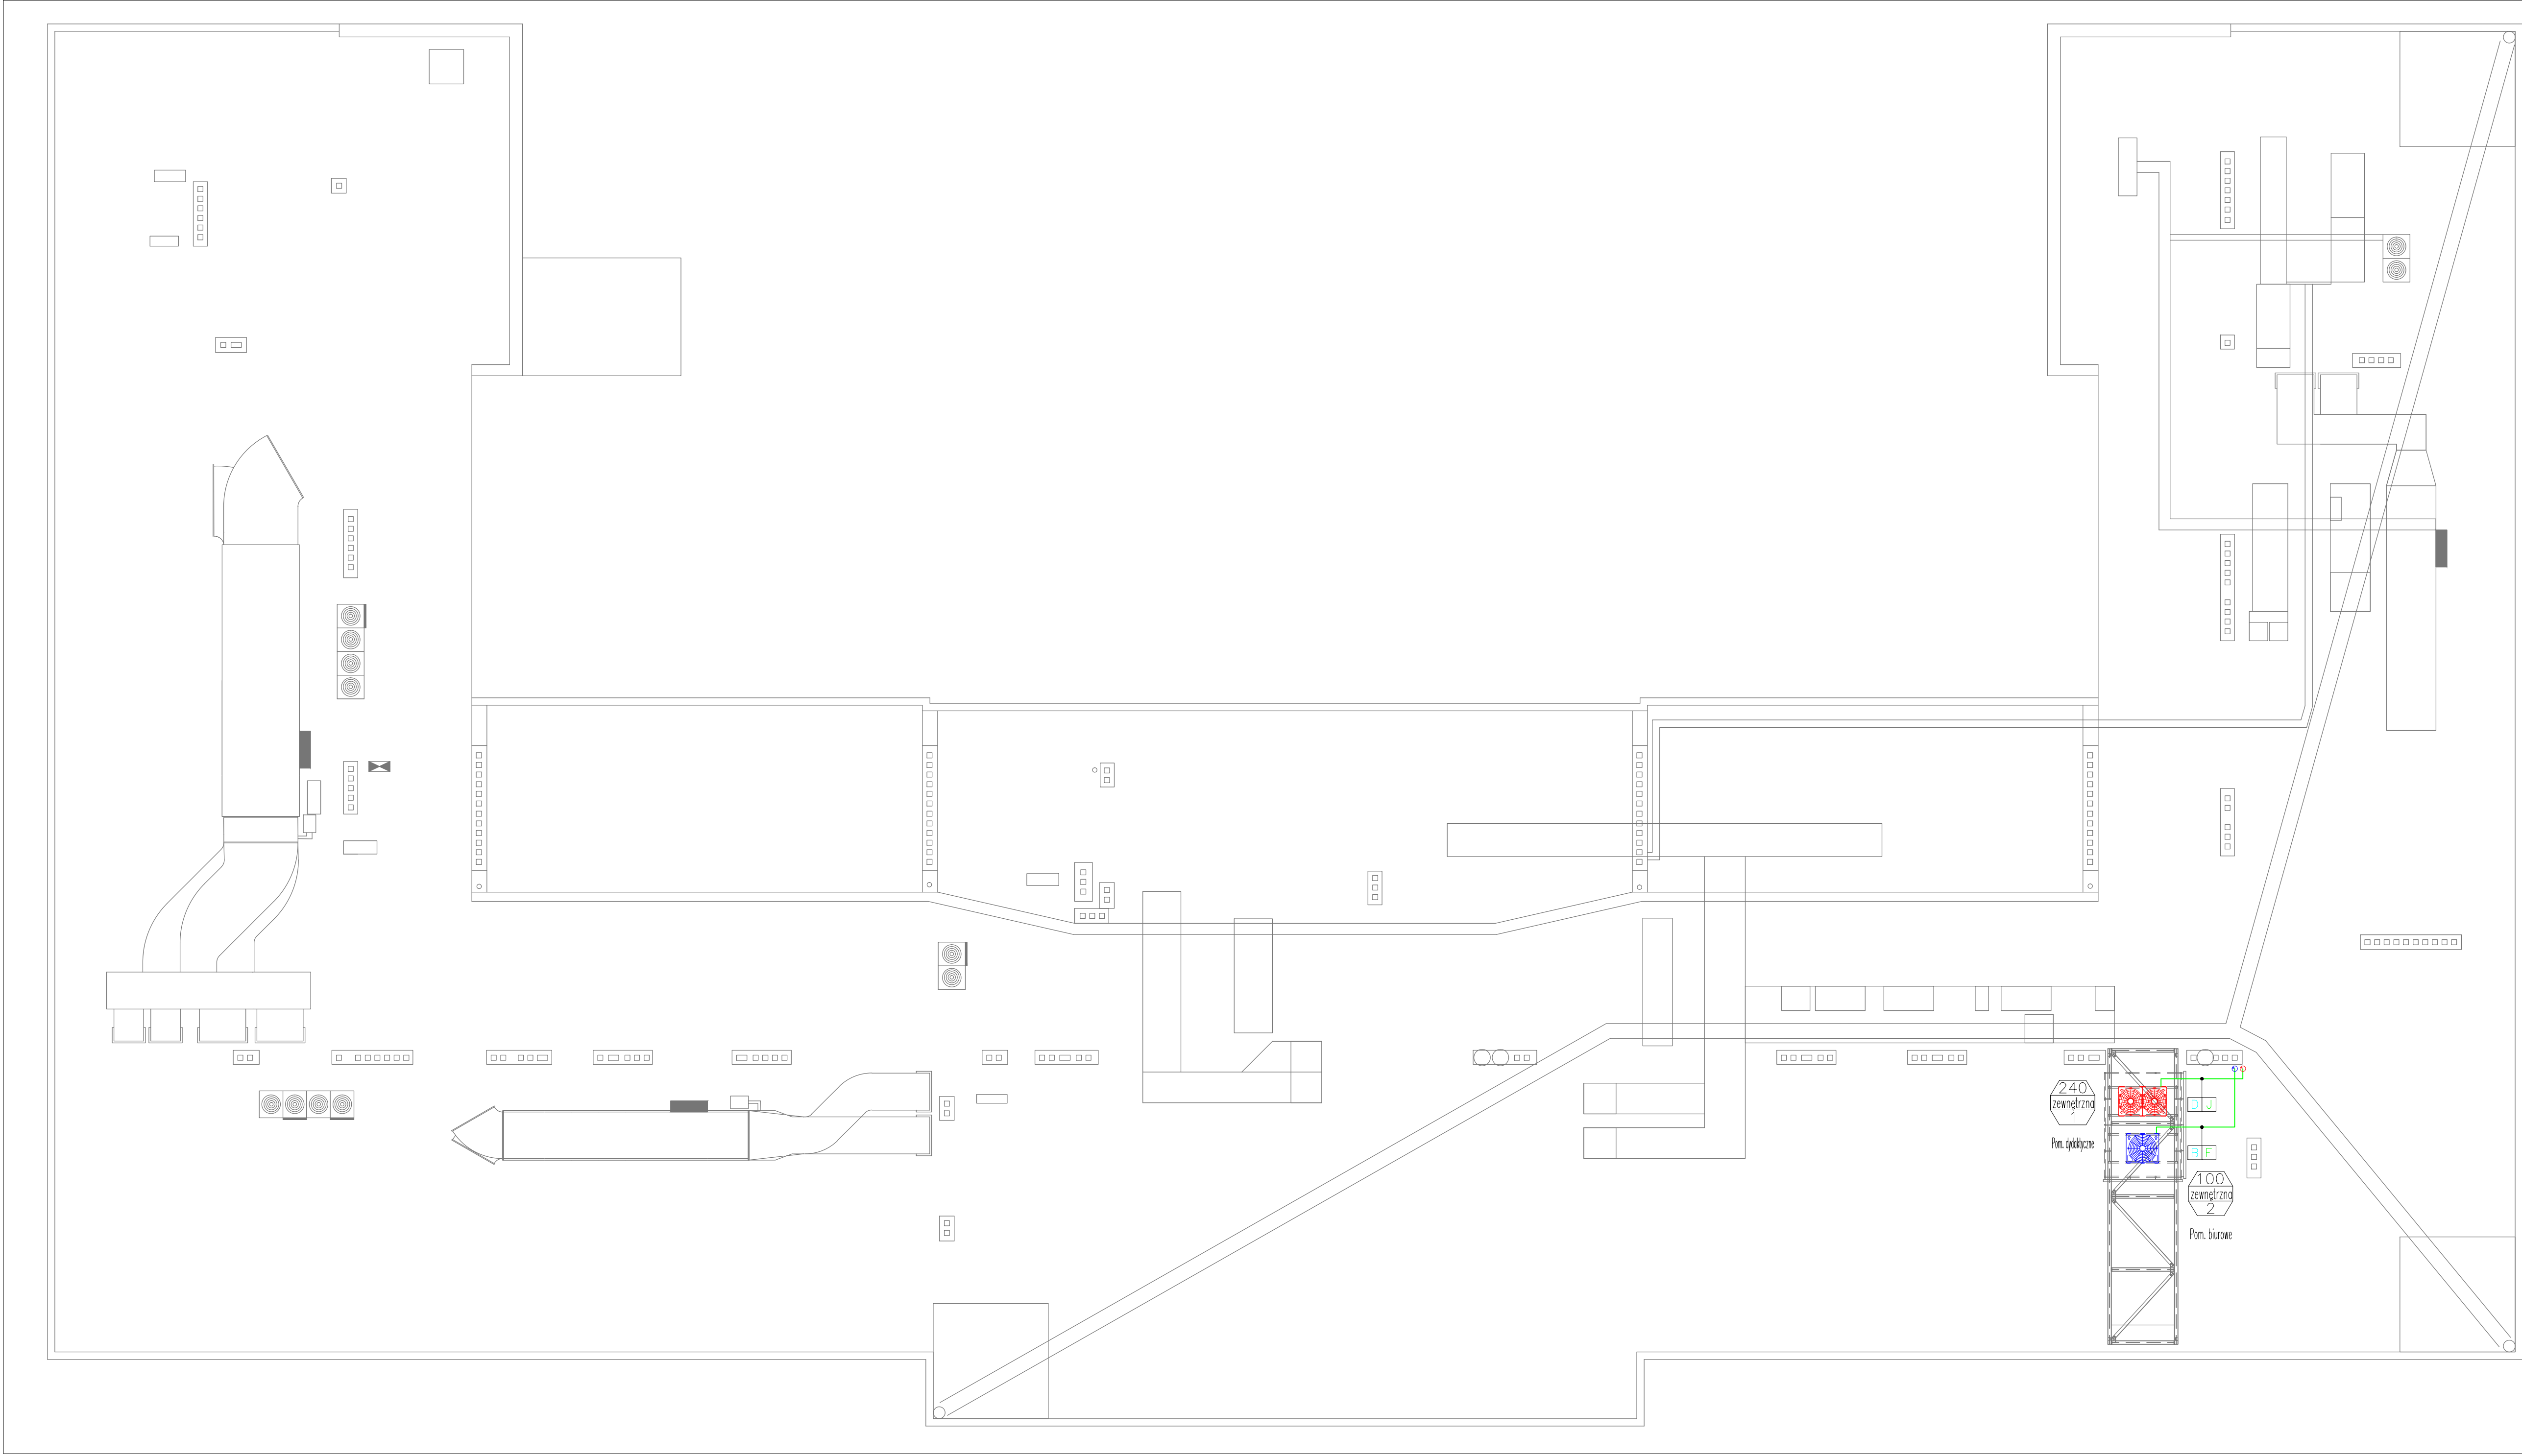 240
zewnętrzna
1
Pom. dydaktyczne
D J
B F
100
zewnętrzna
2
Pom. biurowe